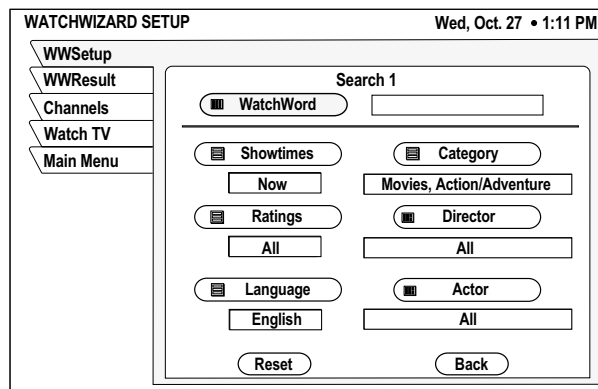 WATCHWIZARD SETUP Wed, Oct. 27 • 1:11 PM
WWSetup
WWResult
Channels
Watch TV
Main Menu
Search 1
WatchWord
Showtimes Category
Now Movies, Action/Adventure
Ratings Director
All All
Language Actor
English All
Reset Back